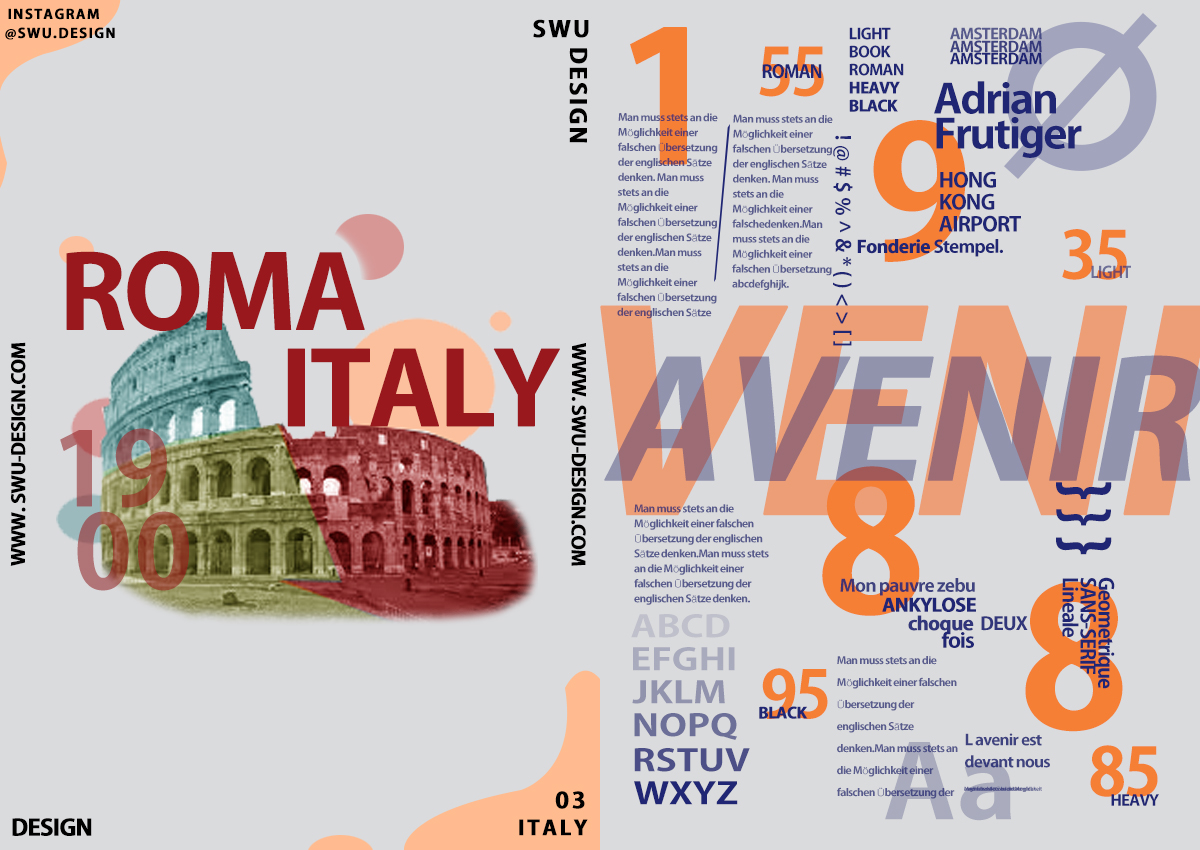 INSTAGRAM
@SWU.DESIGN
SWU
DESIGN
ROMA
ITALY
19
00
WWW. SWU-DESIGN.COM
WWW. SWU-DESIGN.COM
DESIGN
03
ITALY
1
55
ROMAN
LIGHT
BOOK
ROMAN
HEAVY
BLACK
AMSTERDAM
AMSTERDAM
AMSTERDAM
Ø
Adrian
Frutiger
9
HONG
KONG
AIRPORT
Fonderie Stempel.
35
LIGHT
Man muss stets an die
Möglichkeit einer
falschen Übersetzung
der englischen Sätze
denken. Man muss
stets an die
Möglichkeit einer
falschen Übersetzung
der englischen Sätze
denken.Man muss
stets an die
Möglichkeit einer
falschen Übersetzung
der englischen Sätze
Man muss stets an die
Möglichkeit einer
falschen Übersetzung
der englischen Sätze
denken. Man muss
stets an die
Möglichkeit einer
falschedenken.Man
muss stets an die
Möglichkeit einer
falschen Übersetzung
abcdefghijk.
! @ # $ % ^ & * ( ) < > [ ]
VENIR
AVENIR
Man muss stets an die
Möglichkeit einer falschen
Übersetzung der englischen
Sätze denken.Man muss stets
an die Möglichkeit einer
falschen Übersetzung der
englischen Sätze denken.
8
Mon pauvre zebu
ANKYLOSE
choque
fois
DEUX
} } }
8
Geometrique
SANS-SERIF
Lineale
ABCD
EFGHI
JKLM
NOPQ
RSTUV
WXYZ
95
BLACK
Man muss stets an die
Möglichkeit einer falschen
Übersetzung der
englischen Sätze
denken.Man muss stets an
die Möglichkeit einer
falschen Übersetzung der
Aa
L avenir est
devant nous
85
HEAVY